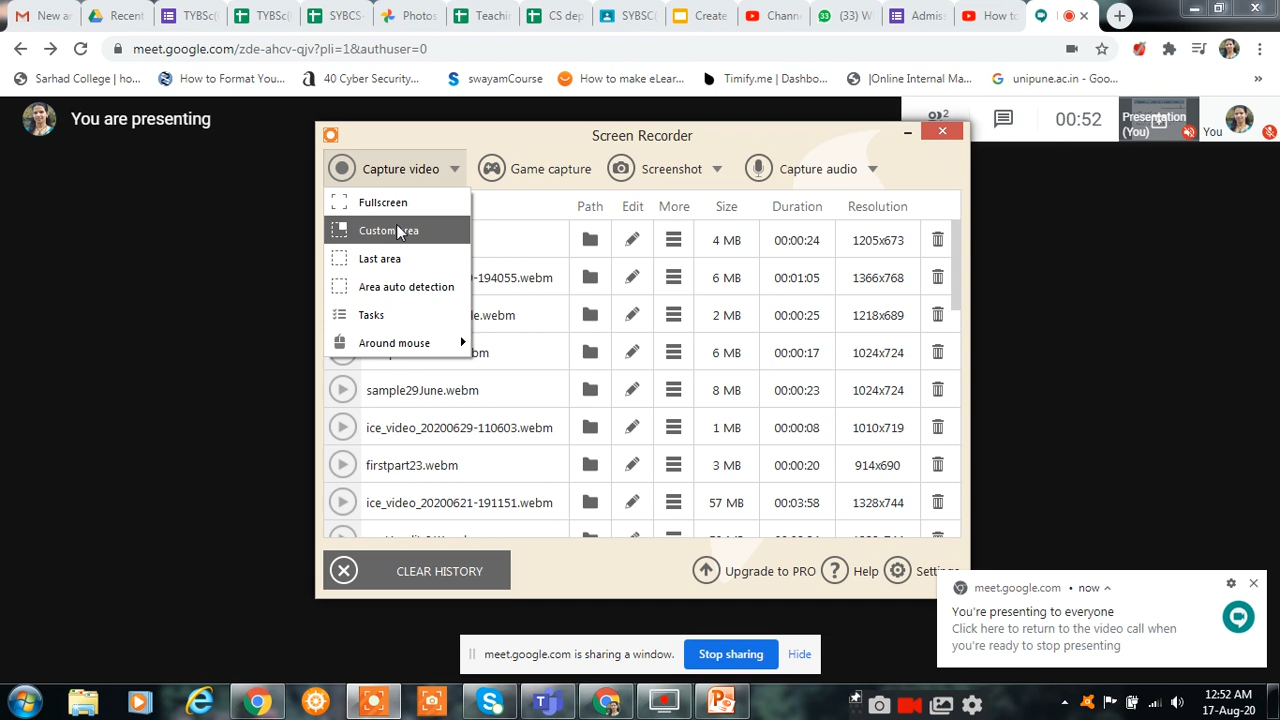 New a
Recent
TYBSc(
TYBSc(
SYBCS-
Photos
Teachi
CS dep
SYBSC(
Create
Chann
(33) W
Admis
How to
meet.google.com/zde-ahcv-qjv?pli=1&authuser=0
Sarhad College | ho...
How to Format You...
40 Cyber Security...
swayamCourse
How to make eLear...
Timify.me | Dashbo...
|Online Internal Ma...
unipune.ac.in - Goo...
»
You are presenting
2
00:52
Presentation
(You)
You
Screen Recorder
Capture video
Game capture
Screenshot
Capture audio
Fullscreen
Custom area
Last area
Area auto detection
Tasks
Around mouse
Path Edit More Size Duration Resolution
4 MB 00:00:24 1205x673
-194055.webm 6 MB 00:01:05 1366x768
le.webm 2 MB 00:00:25 1218x689
bm 6 MB 00:00:17 1024x724
sample29June.webm 8 MB 00:00:23 1024x724
ice_video_20200629-110603.webm 1 MB 00:00:08 1010x719
firstpart23.webm 3 MB 00:00:20 914x690
ice_video_20200621-191151.webm 57 MB 00:03:58 1328x744
CLEAR HISTORY
Upgrade to PRO
Help
Settings
meet.google.com • now
You're presenting to everyone
Click here to return to the video call when
you're ready to stop presenting
meet.google.com is sharing a window.
Stop sharing
Hide
12:52 AM
17-Aug-20